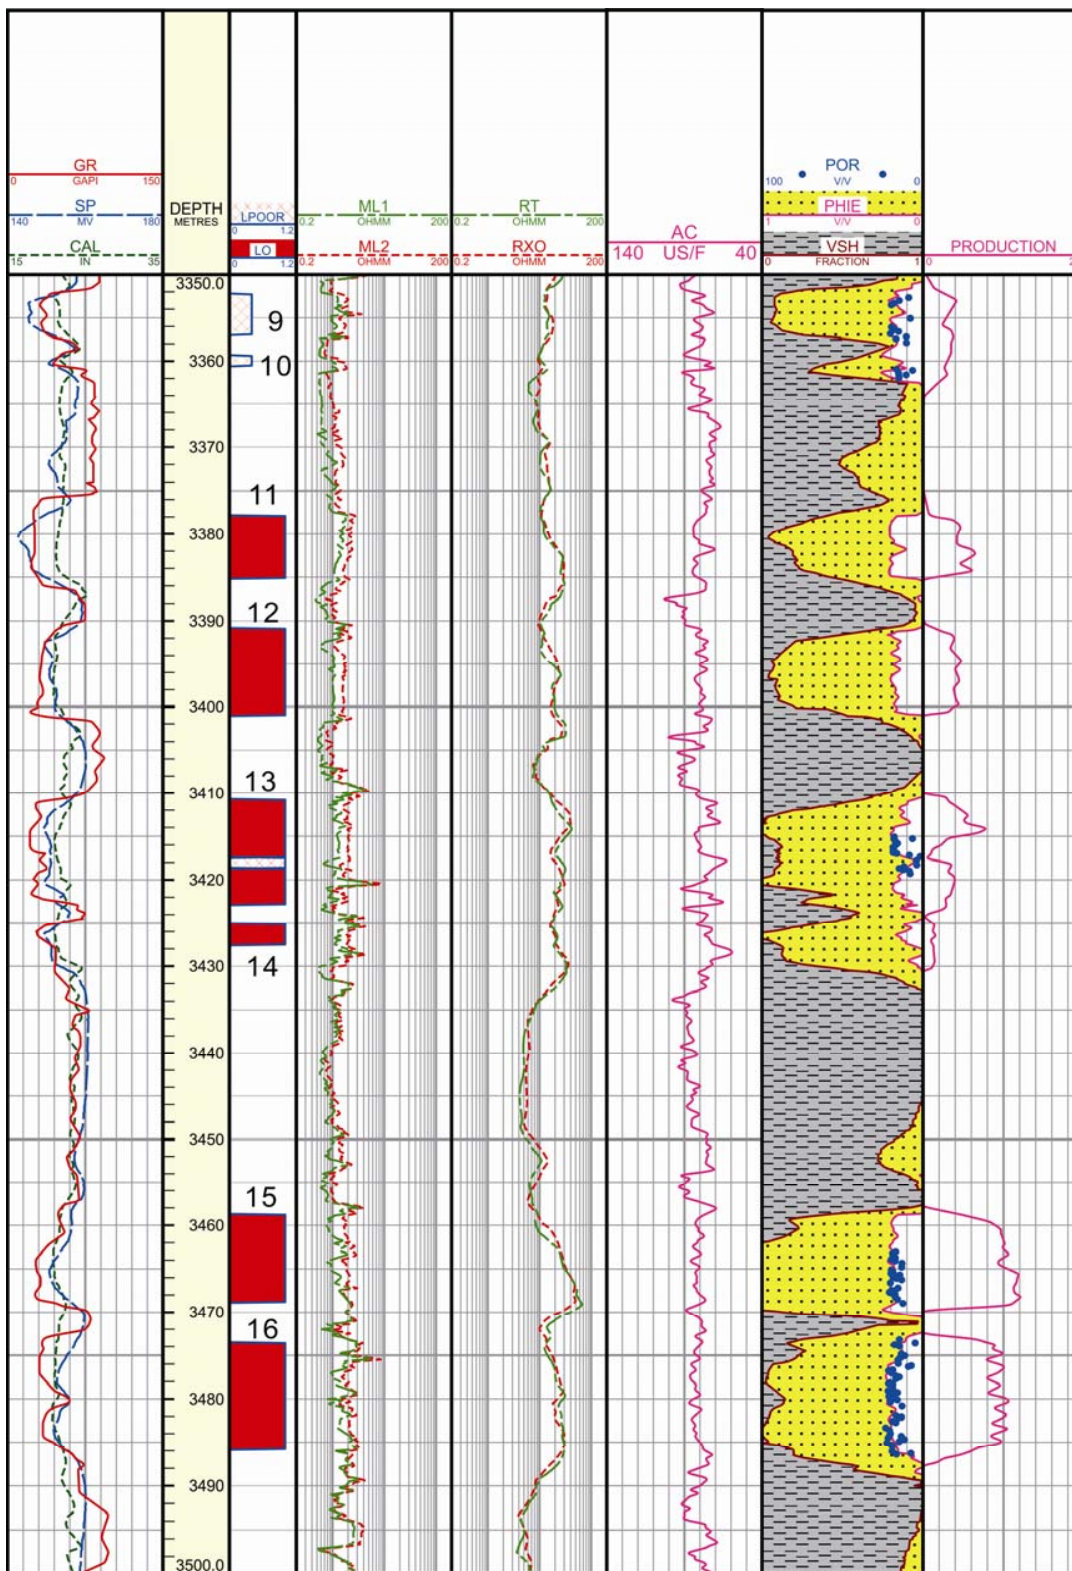 GR
0 GAPI 150
SP
140 MV 180
CAL
15 IN 35
DEPTH
METRES
LPOOR
0 1.2
LO
0 1.2
ML1
0.2 OHMM 200
ML2
0.2 OHMM 200
RT
0.2 OHMM 200
RXO
0.2 OHMM 200
AC
140 US/F 40
POR
100 V/V 0
PHIE
1 V/V 0
VSH
0 FRACTION 1
PRODUCTION
0 2
3350.0
9
3360
10
3370
11
3380
12
3390
3400
13
3410
3420
14
3430
3440
3450
15
3460
3470
16
3480
3490
3500.0